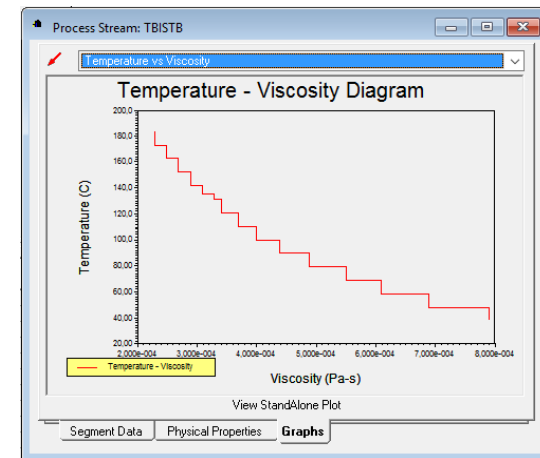 Process Stream: TBISTB
Temperature vs Viscosity
Temperature - Viscosity Diagram
200,0
180,0
160,0
140,0
120,0
100,0
80,00
60,00
40,00
20,00
Temperature (C)
2,000e-004 3,000e-004 4,000e-004 5,000e-004 6,000e-004 7,000e-004 8,000e-004
Temperature - Viscosity
Viscosity (Pa-s)
View StandAlone Plot
Segment Data Physical Properties Graphs